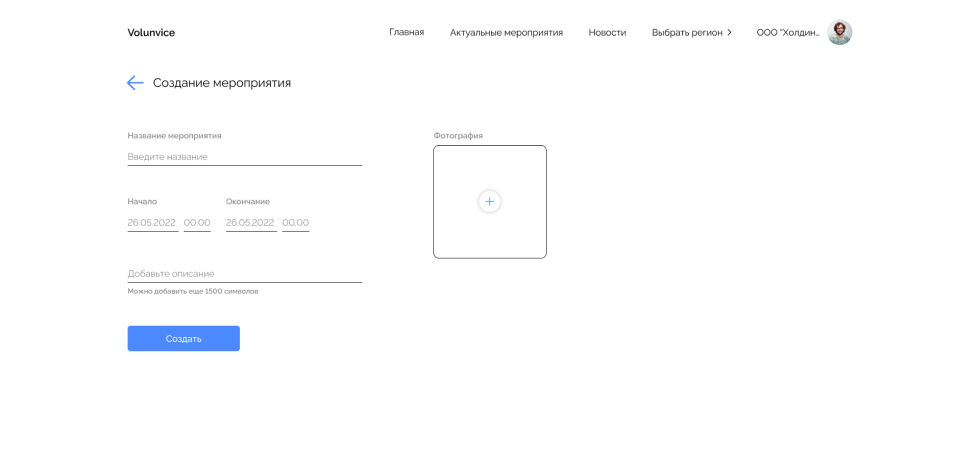 Volunvice
Главная
Актуальные мероприятия
Новости
Выбрать регион
ООО "Холдин...
Создание мероприятия
Название мероприятия
Введите название
Фотография
Начало
Окончание
26.05.2022 00:00
26.05.2022 00:00
Добавьте описание
Можно добавить еще 1500 символов
Создать